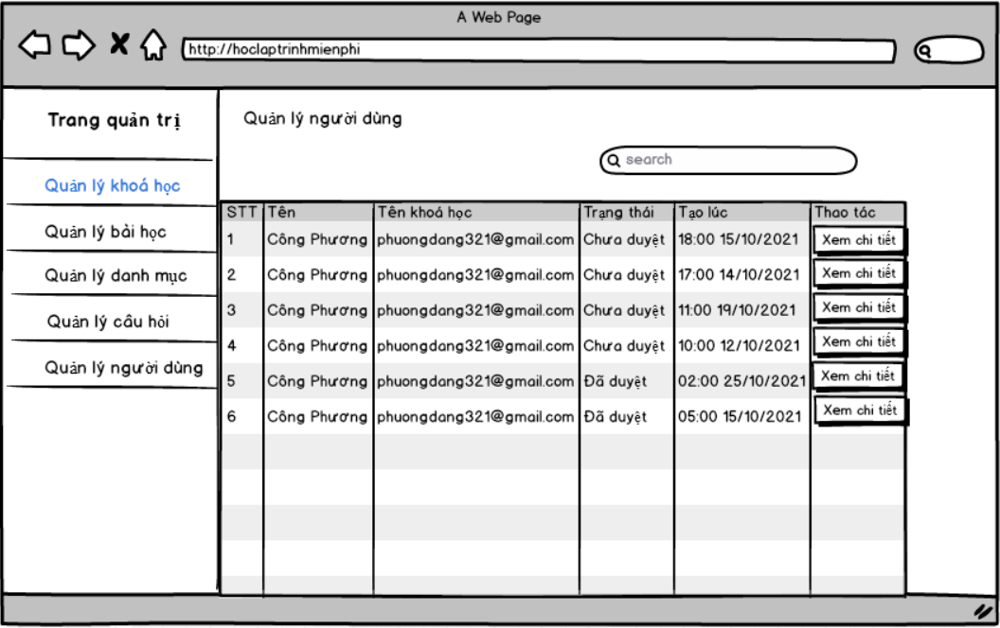 A Web Page
http://hoclaptrinhmienphi
Trang quản trị
Quản lý khoá học
Quản lý bài học
Quản lý danh mục
Quản lý câu hỏi
Quản lý người dùng
Quản lý người dùng
search
STT Tên Tên khoá học Trạng thái Tạo lúc Thao tác
1 Công Phương phuongdang321@gmail.com Chưa duyệt 18:00 15/10/2021 Xem chi tiết
2 Công Phương phuongdang321@gmail.com Chưa duyệt 17:00 14/10/2021 Xem chi tiết
3 Công Phương phuongdang321@gmail.com Chưa duyệt 11:00 19/10/2021 Xem chi tiết
4 Công Phương phuongdang321@gmail.com Chưa duyệt 10:00 12/10/2021 Xem chi tiết
5 Công Phương phuongdang321@gmail.com Đã duyệt 02:00 25/10/2021 Xem chi tiết
6 Công Phương phuongdang321@gmail.com Đã duyệt 05:00 15/10/2021 Xem chi tiết